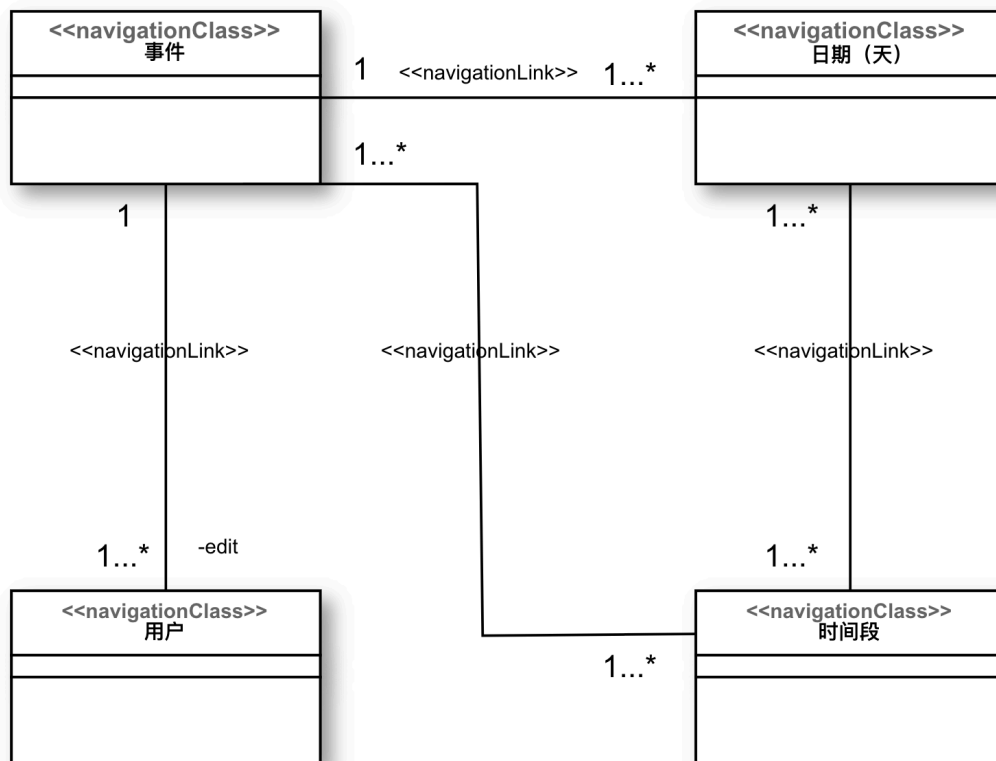 <<navigationClass>>
事件
<<navigationClass>>
日期（天）
1
<<navigationLink>>
1...*
1...*
1
1...*
<<navigationLink>>
<<navigationLink>>
<<navigationLink>>
1...*
-edit
1...*
<<navigationClass>>
用户
<<navigationClass>>
时间段
1...*